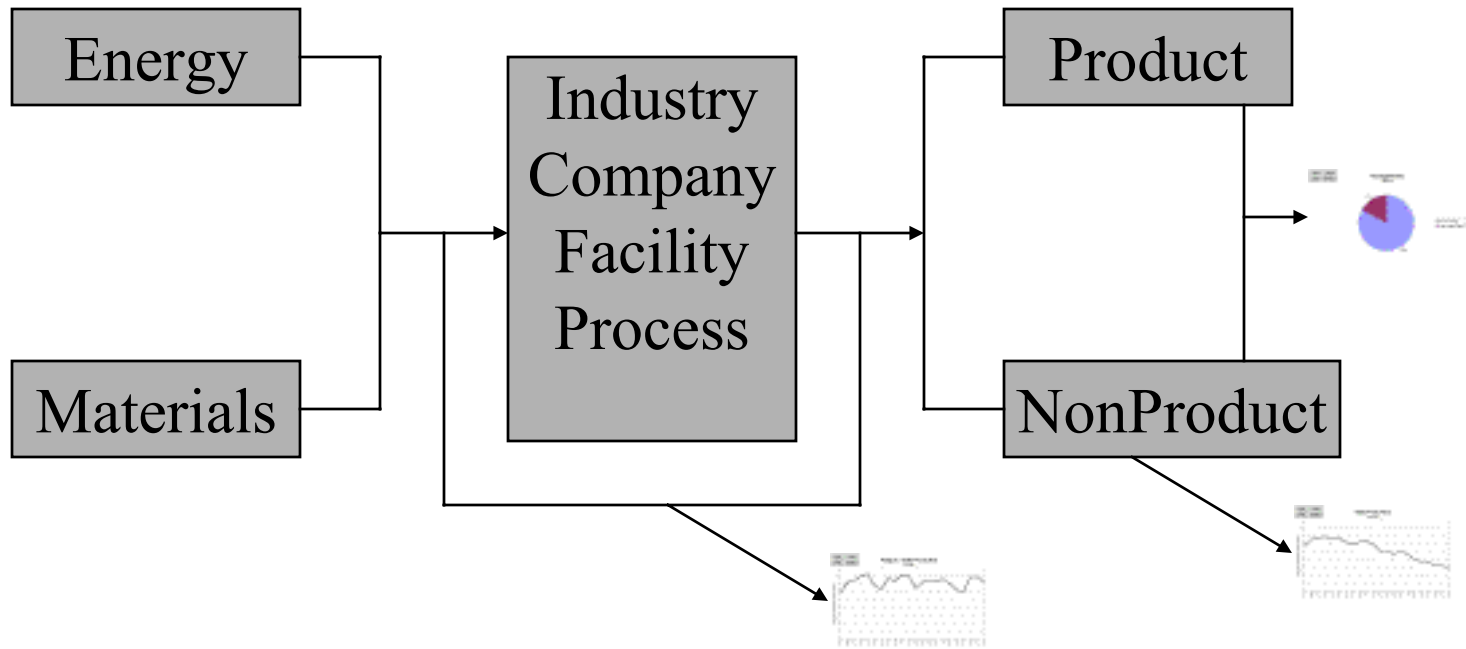 Energy
Materials
Industry
Company
Facility
Process
Product
NonProduct